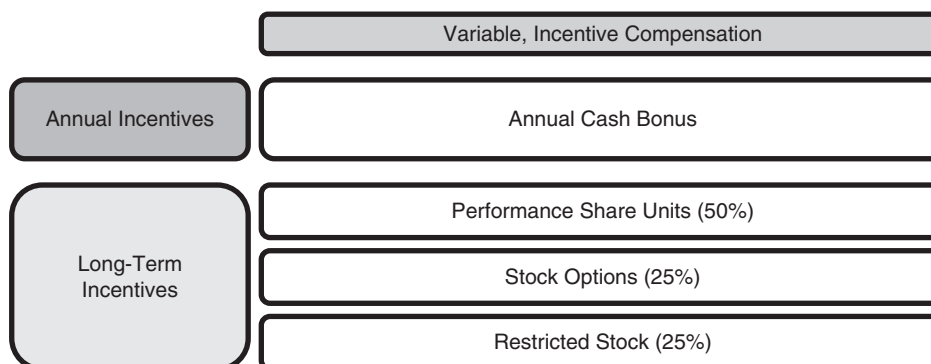 Variable, Incentive Compensation
Annual Incentives
Annual Cash Bonus
Long-Term
Incentives
Performance Share Units (50%)
Stock Options (25%)
Restricted Stock (25%)